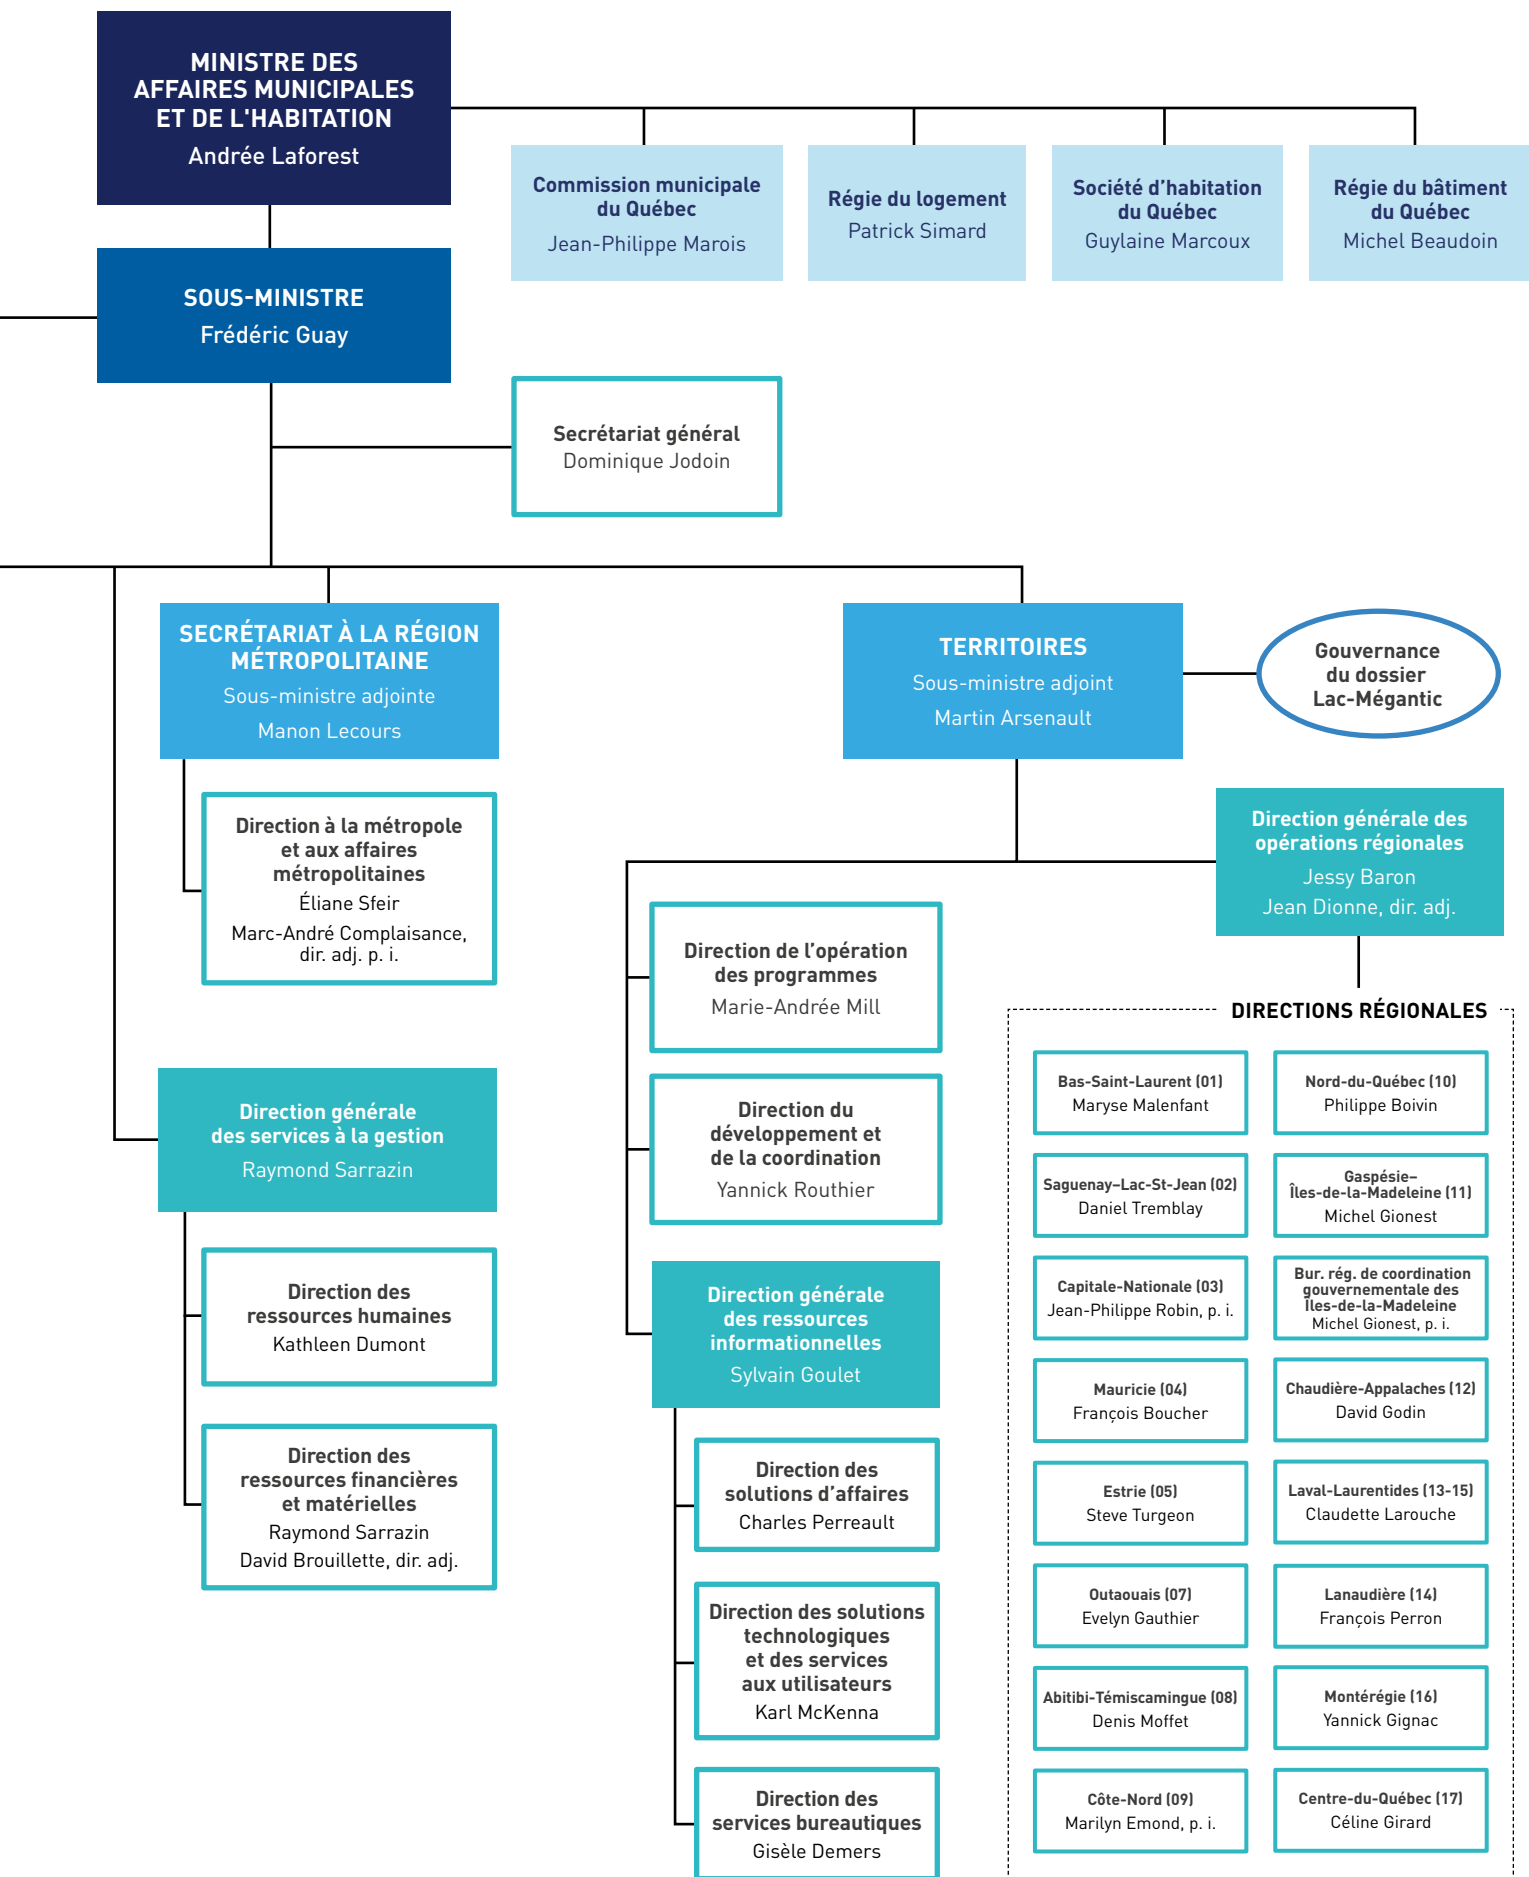 MINISTRE DES
AFFAIRES MUNICIPALES
ET DE L'HABITATION
Andrée Laforest
Commission municipale
du Québec
Jean-Philippe Marois
Régie du logement
Patrick Simard
Société d’habitation
du Québec
Guylaine Marcoux
Régie du bâtiment
du Québec
Michel Beaudoin
SOUS-MINISTRE
Frédéric Guay
Secrétariat général
Dominique Jodoin
SECRÉTARIAT À LA RÉGION
MÉTROPOLITAINE
Sous-ministre adjointe
Manon Lecours
Direction à la métropole
et aux affaires
métropolitaines
Éliane Sfeir
Marc-André Complaisance,
dir. adj. p. i.
Direction générale
des services à la gestion
Raymond Sarrazin
Direction des
ressources humaines
Kathleen Dumont
Direction des
ressources financières
et matérielles
Raymond Sarrazin
David Brouillette, dir. adj.
TERRITOIRES
Sous-ministre adjoint
Martin Arsenault
Gouvernance
du dossier
Lac-Mégantic
Direction de l’opération
des programmes
Marie-Andrée Mill
Direction du
développement et
de la coordination
Yannick Routhier
Direction générale
des ressources
informationnelles
Sylvain Goulet
Direction des
solutions d’affaires
Charles Perreault
Direction des solutions
technologiques
et des services
aux utilisateurs
Karl McKenna
Direction des
services bureautiques
Gisèle Demers
Direction générale des
opérations régionales
Jessy Baron
Jean Dionne, dir. adj.
DIRECTIONS RÉGIONALES
Bas-Saint-Laurent (01)
Maryse Malenfant
Saguenay–Lac-St-Jean (02)
Daniel Tremblay
Capitale-Nationale (03)
Jean-Philippe Robin, p. i.
Mauricie (04)
François Boucher
Estrie (05)
Steve Turgeon
Outaouais (07)
Evelyn Gauthier
Abitibi-Témiscamingue (08)
Denis Moffet
Côte-Nord (09)
Marilyn Emond, p. i.
Nord-du-Québec (10)
Philippe Boivin
Gaspésie–
Îles-de-la-Madeleine (11)
Michel Gionest
Bur. rég. de coordination
gouvernementale des
Îles-de-la-Madeleine
Michel Gionest, p. i.
Chaudière-Appalaches (12)
David Godin
Laval-Laurentides (13-15)
Claudette Larouche
Lanaudière (14)
François Perron
Montérégie (16)
Yannick Gignac
Centre-du-Québec (17)
Céline Girard